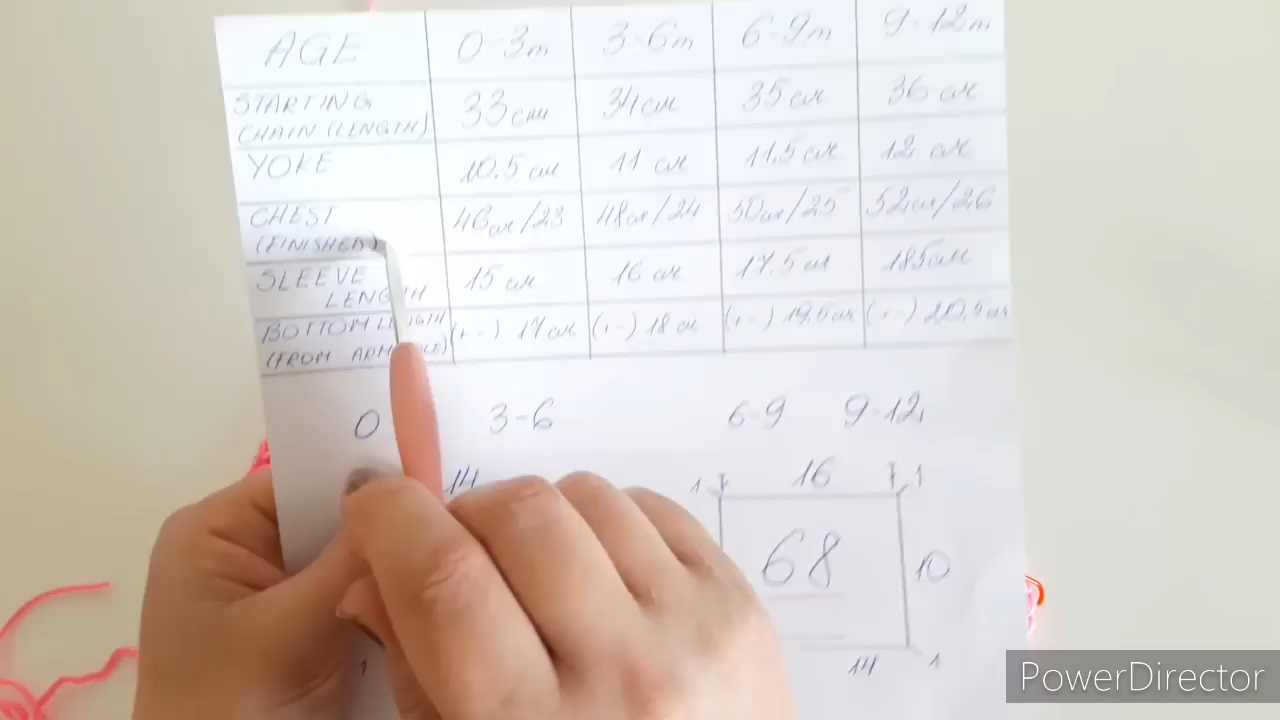 AGE 0-3m 3-6m 6-9m 9-12m
STARTING
CHAIN (LENGTH) 33cm 34cm 35cm 36cm
YOKE 10.5cm 11cm 11.5cm 12cm
CHEST
(FINISHED) 46cm/23 48cm/24 50cm/25 52cm/26
SLEEVE
LENGTH 15cm 16cm 17.5cm 18.5cm
BOTTOM LENGTH
(FROM (+-) 17cm (+-) 18cm (+-) 19.5cm (+-) 20.5cm
0 3-6 6-9 9-12
14 1 16 1
68 10
1 14 1
PowerDirector